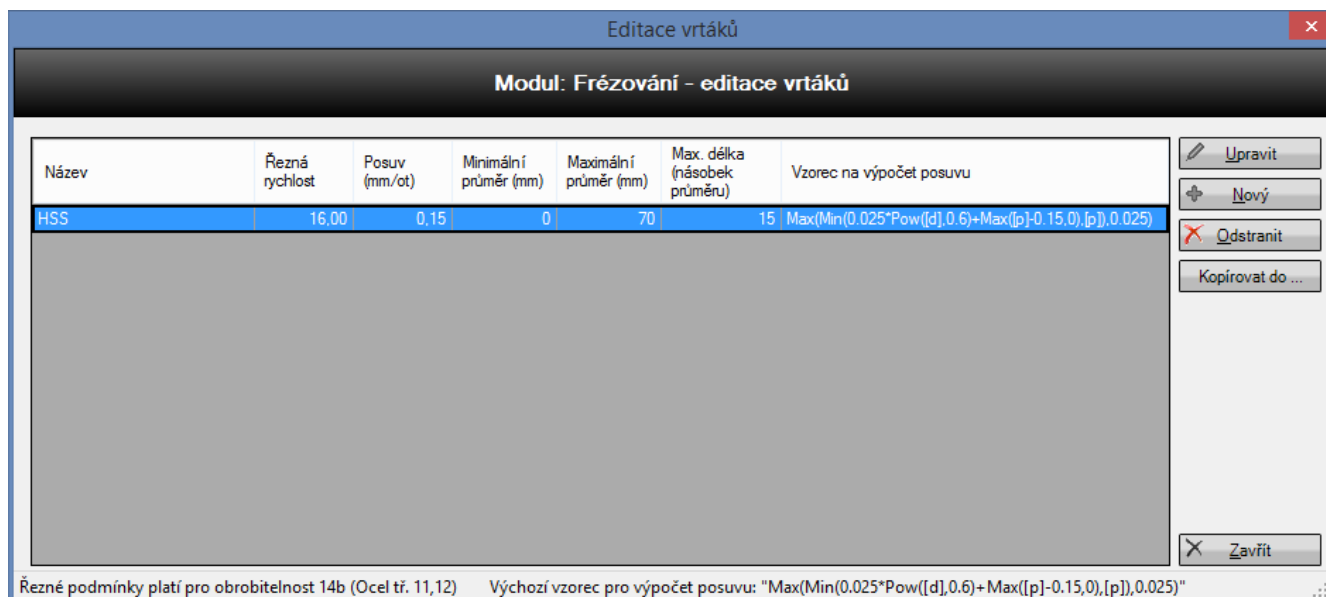 Editace vrtáků
Modul: Frézování - editace vrtáků
Název
Řezná
rychlost
Posuv
(mm/ot)
Minimální
průměr (mm)
Maximální
průměr (mm)
Max. délka
(násobek
průměru)
Vzorec na výpočet posuvu
HSS 16,00 0,15 0 70 15 Max(Min(0.025*Pow([d],0.6)+Max([p]-0.15,0),[p]),0.025)
Upravit
Nový
Odstranit
Kopírovat do ...
Zavřít
Řezné podmínky platí pro obrobitelnost 14b (Ocel tř. 11,12) Výchozí vzorec pro výpočet posuvu: "Max(Min(0.025*Pow([d],0.6)+Max([p]-0.15,0),[p]),0.025)"